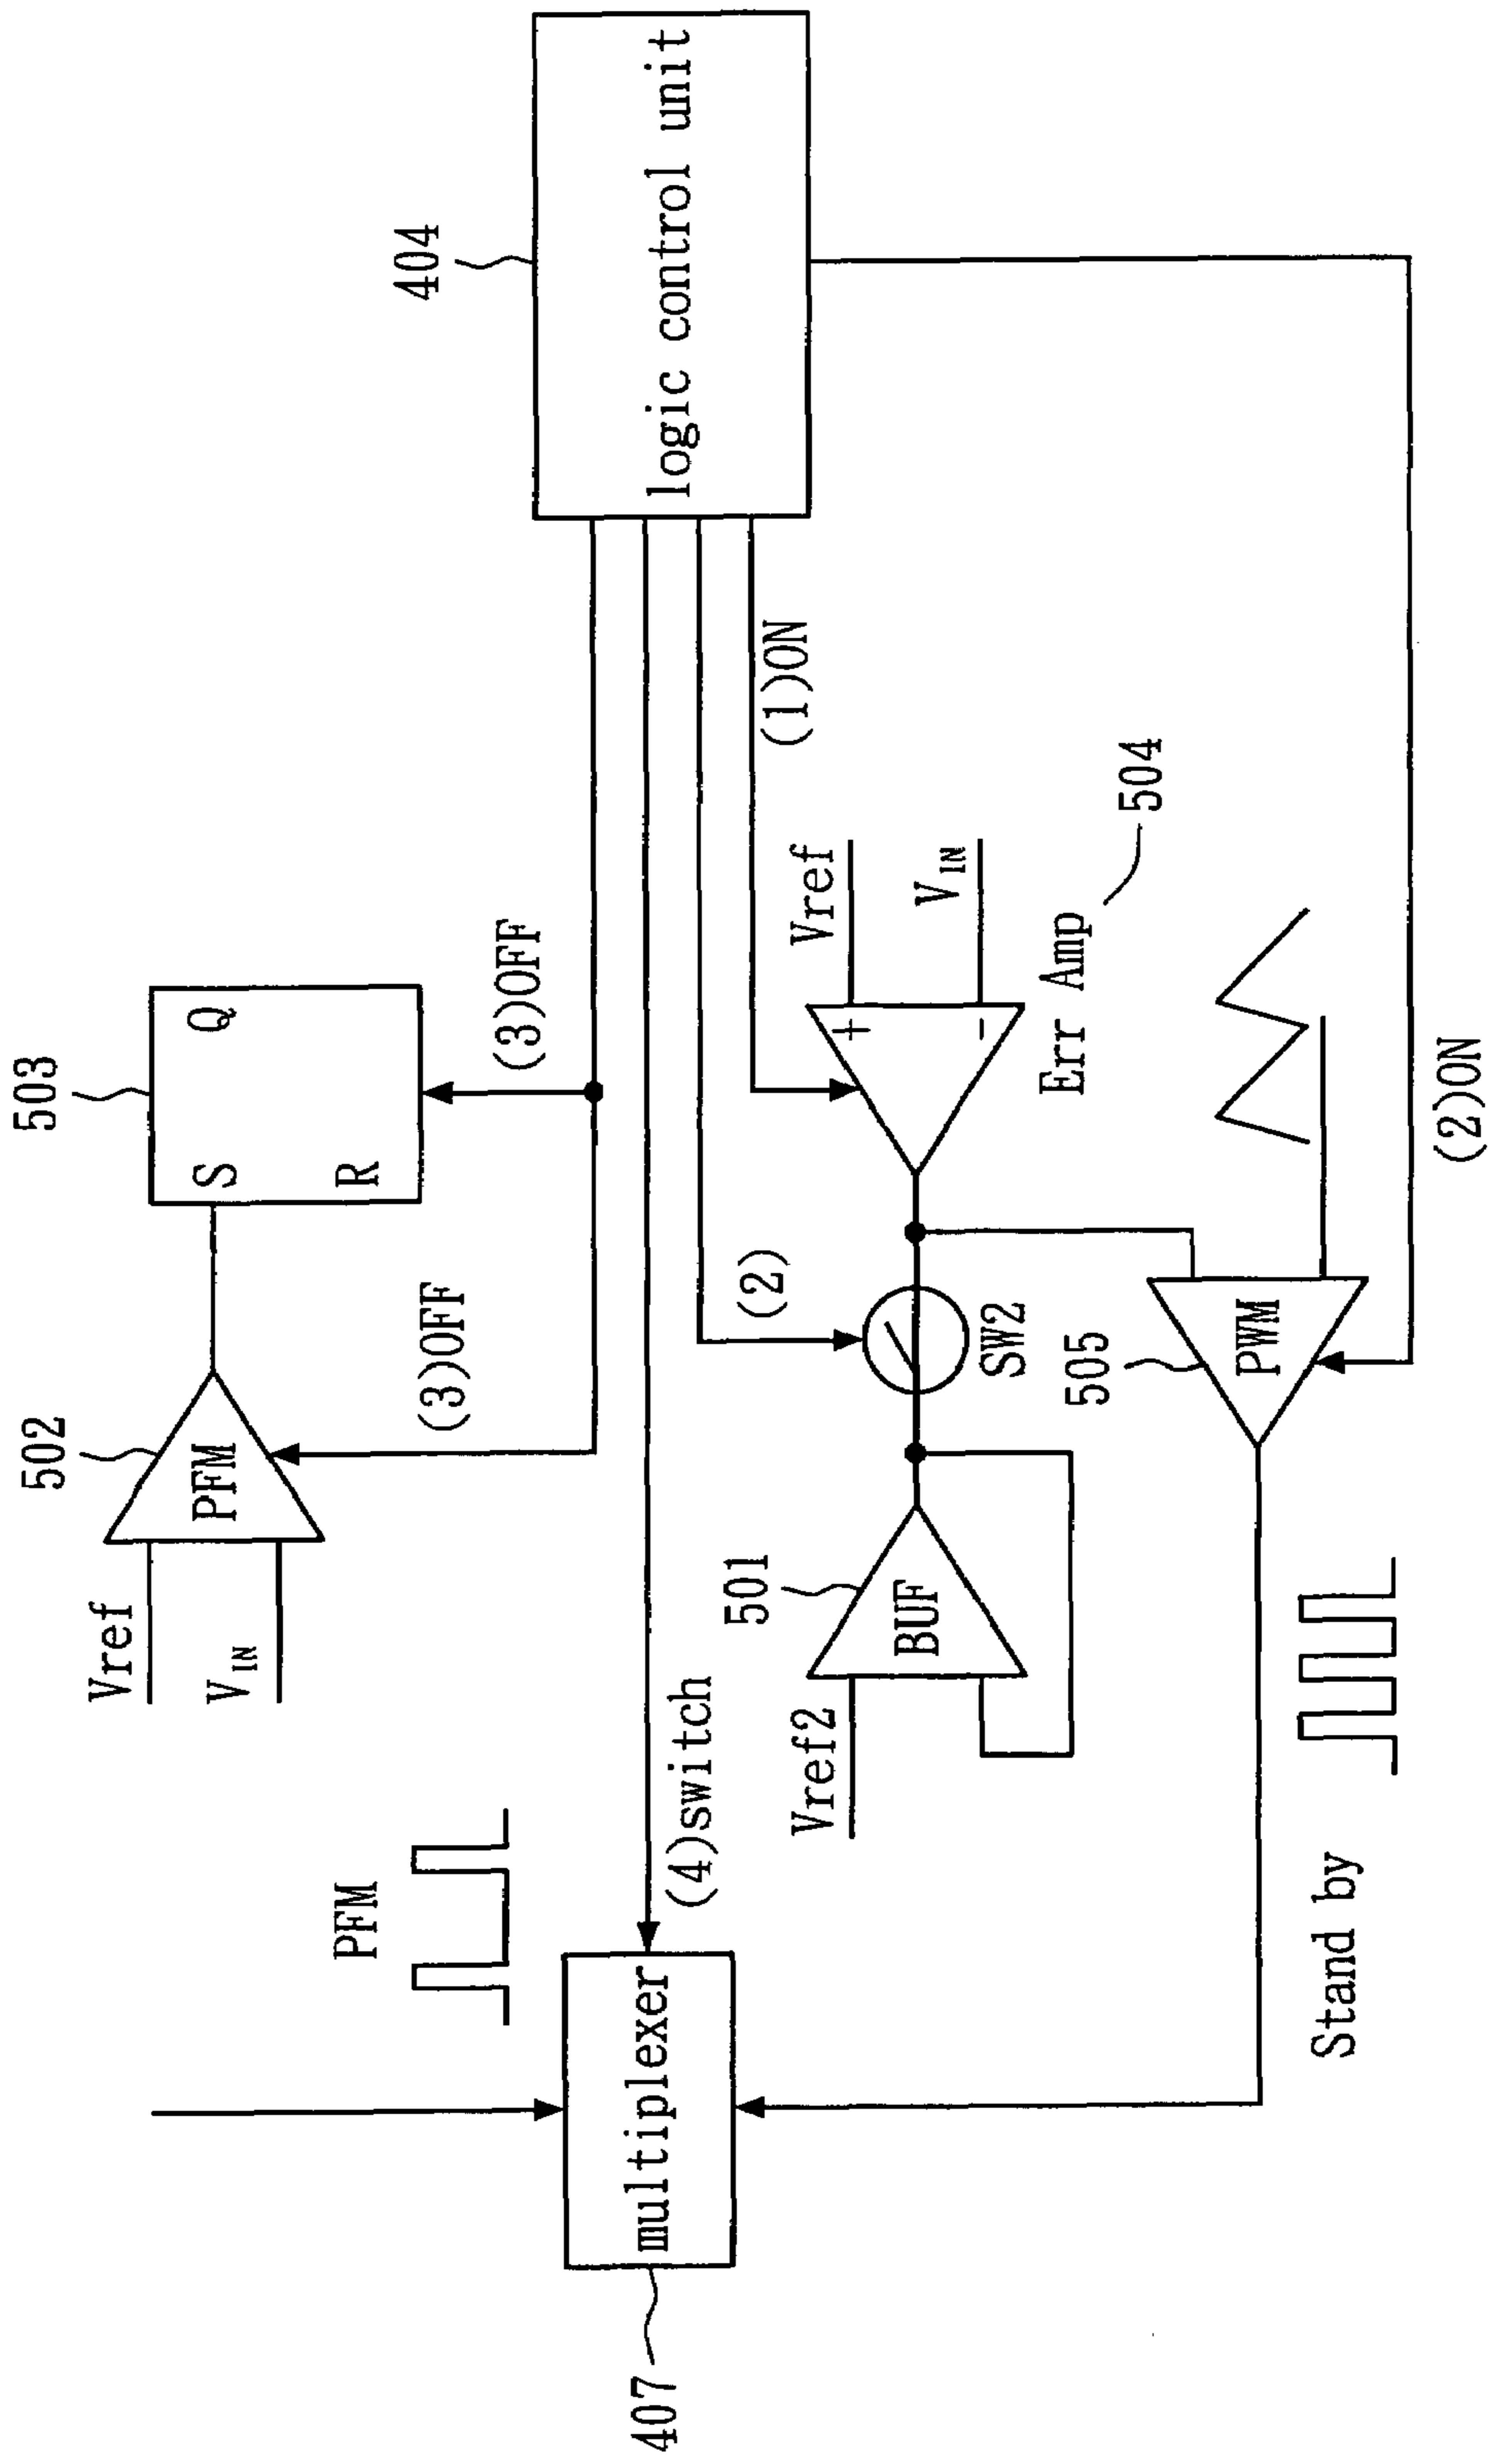 503
S
Q
R
502
PFM
Vref
VIN
(3)OFF
(3)OFF
404
logic control unit
PFM
(4)switch
407
multiplexer
(2)
(1)ON
501
BUF
Vref2
SW2
+
-
Vref
VIN
Err Amp
504
505
PWM
Stand by
(2)ON